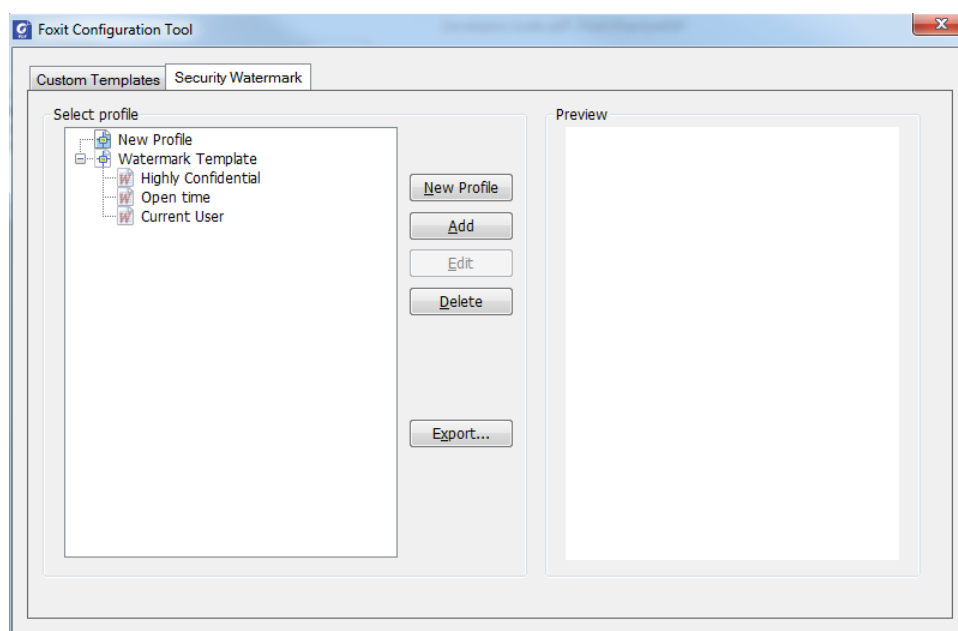 Foxit Configuration Tool
Custom Templates
Security Watermark
Select profile
Preview
New Profile
Watermark Template
Highly Confidential
Open time
Current User
New Profile
Add
Edit
Delete
Export...